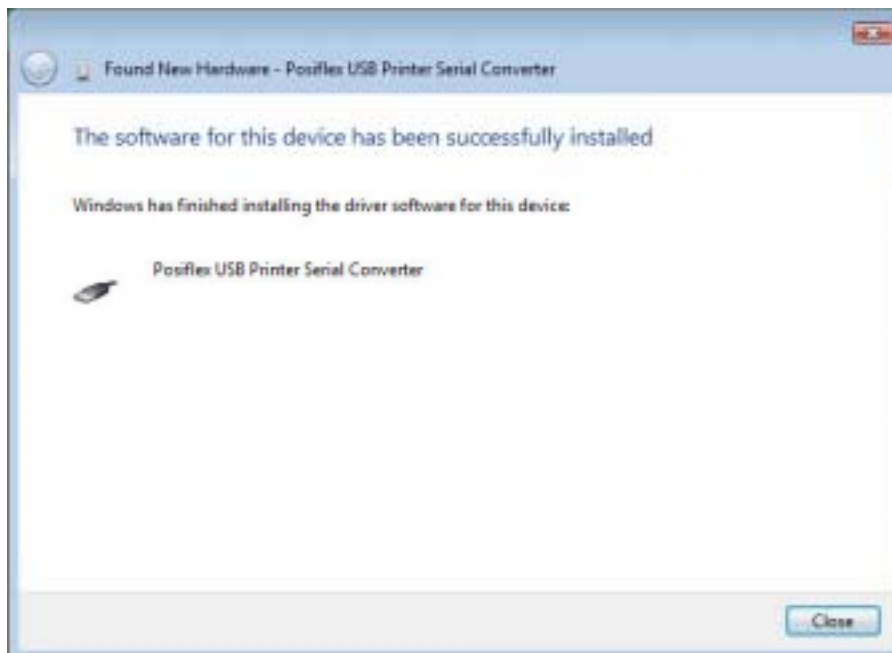 Found New Hardware - Posiflex USB Printer Serial Converter
The software for this device has been successfully installed
Windows has finished installing the driver software for this device:
Posiflex USB Printer Serial Converter
Close